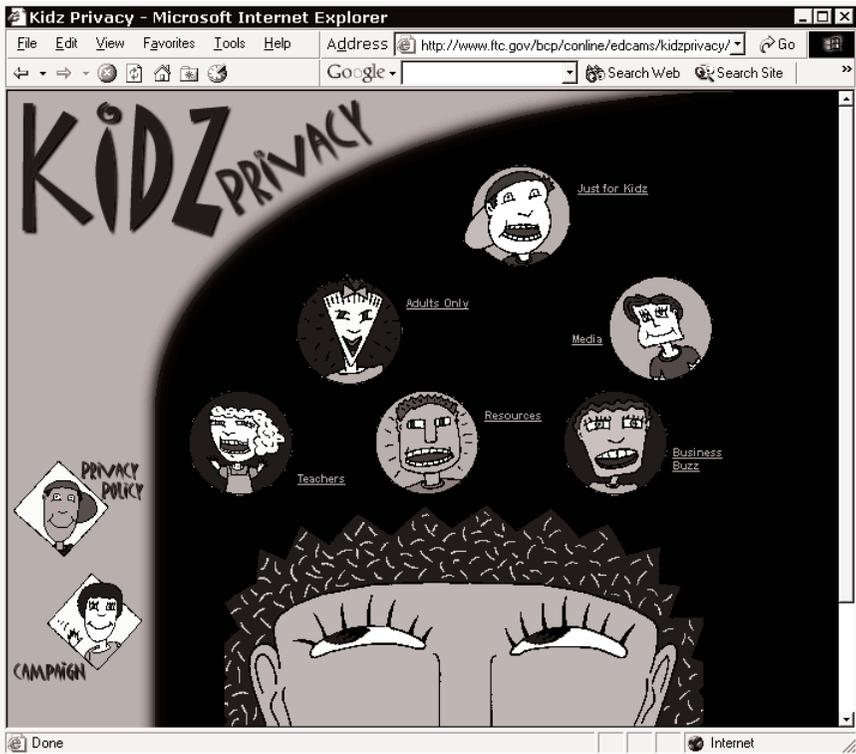 Kidz Privacy - Microsoft Internet Explorer
File Edit View Favorites Tools Help Address http://www.ftc.gov/bcp/conline/edcams/kidzprivacy/ Go
Google Search Web Search Site »
KiDZ PRIVACY
Just for Kidz
Adults Only
Media
Resources
Business
Buzz
Teachers
PRIVACY
POLICY
CAMPAIGN
Done Internet